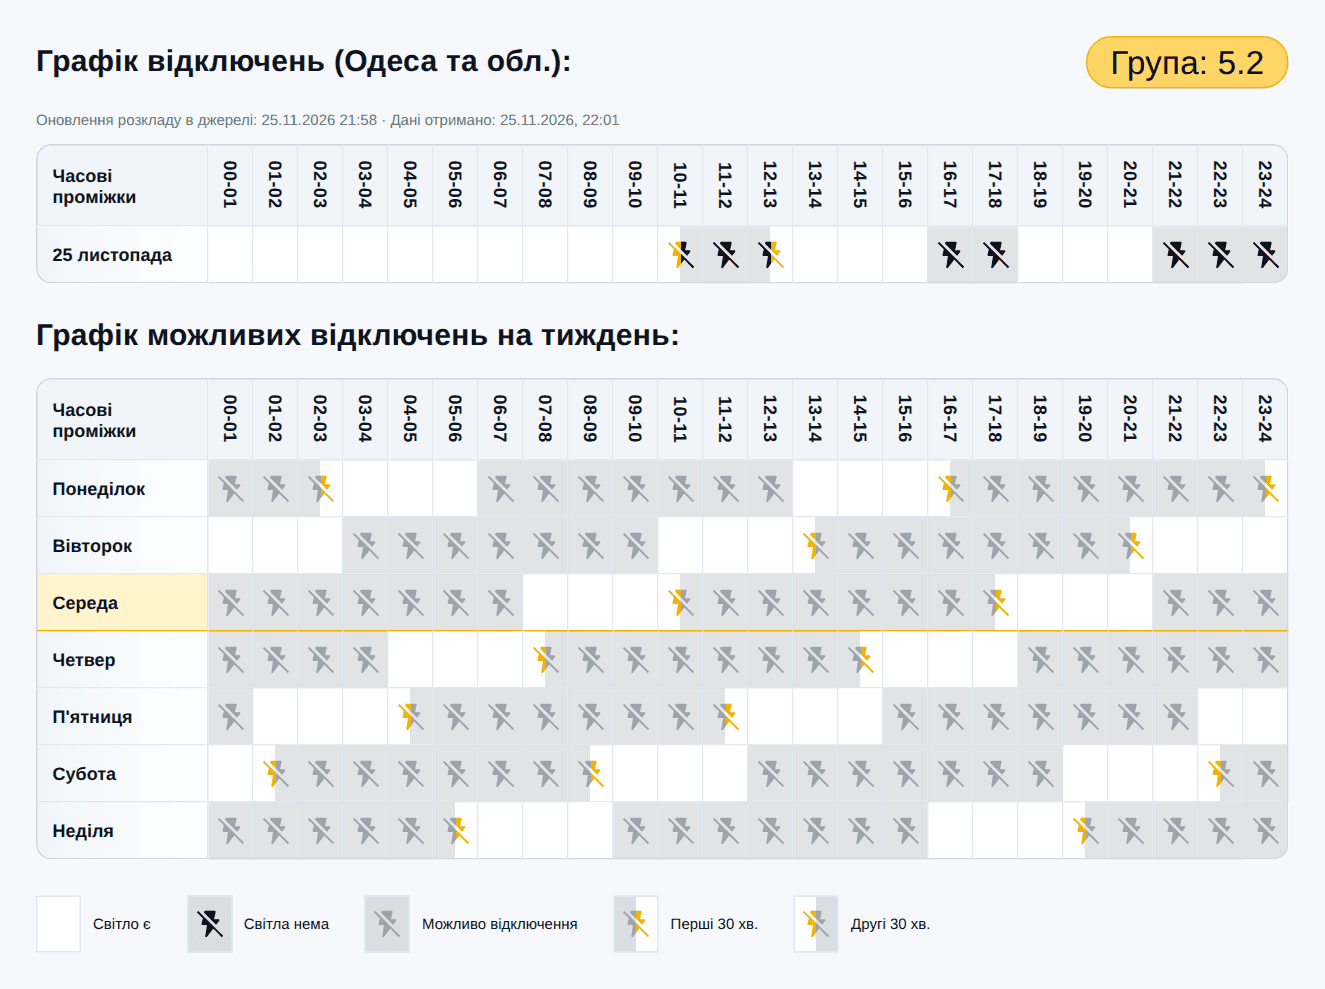 Графік відключень (Одеса та обл.):
Група: 5.2
Оновлення розкладу в джерелі: 25.11.2026 21:58 · Дані отримано: 25.11.2026, 22:01
Часові проміжки 00-01 01-02 02-03 03-04 04-05 05-06 06-07 07-08 08-09 09-10 10-11 11-12 12-13 13-14 14-15 15-16 16-17 17-18 18-19 19-20 20-21 21-22 22-23 23-24
25 листопада
Графік можливих відключень на тиждень:
Часові проміжки 00-01 01-02 02-03 03-04 04-05 05-06 06-07 07-08 08-09 09-10 10-11 11-12 12-13 13-14 14-15 15-16 16-17 17-18 18-19 19-20 20-21 21-22 22-23 23-24
Понеділок
Вівторок
Середа
Четвер
П'ятниця
Субота
Неділя
Світло є Світла нема Можливо відключення Перші 30 хв. Другі 30 хв.